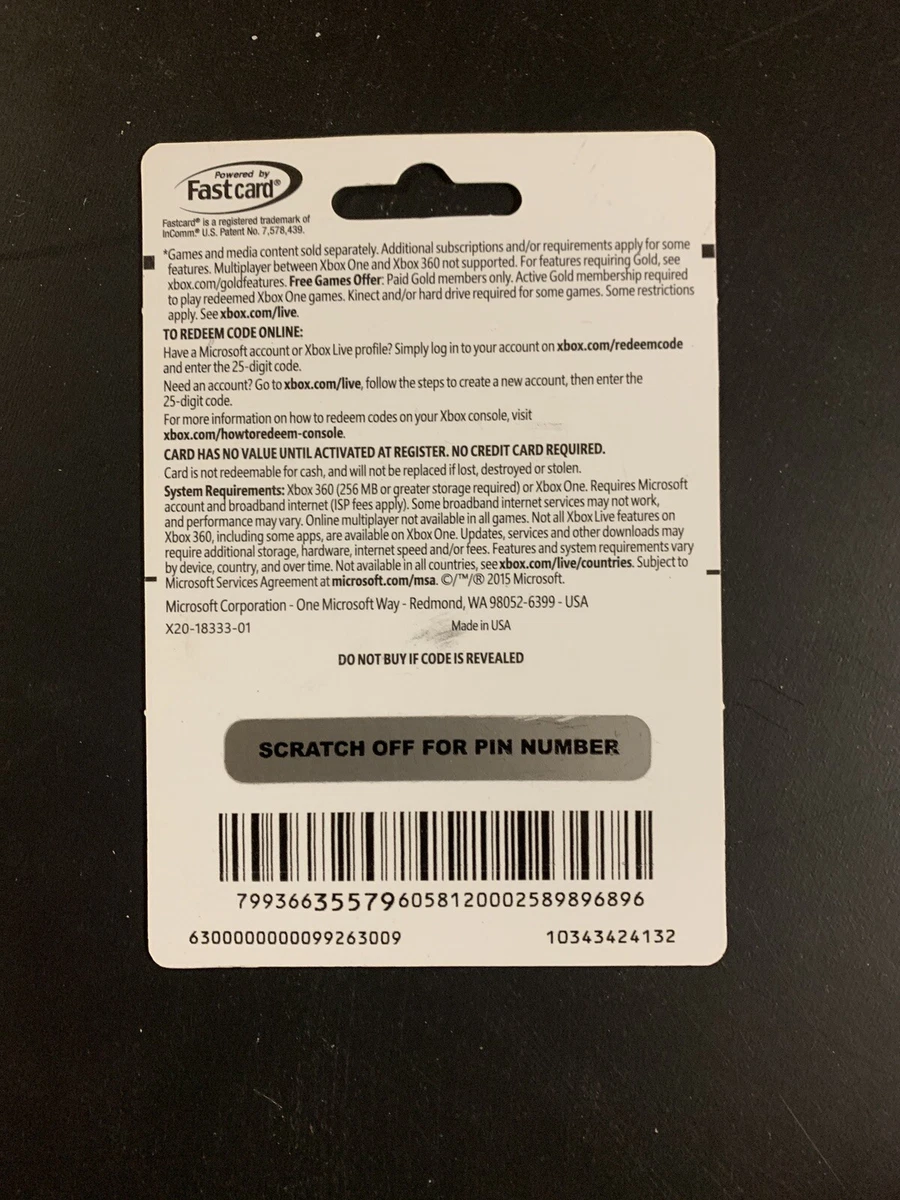 Powered by
Fastcard®
Fastcard® is a registered trademark of
InComm.® U.S. Patent No. 7,578,439.
*Games and media content sold separately. Additional subscriptions and/or requirements apply for some
features. Multiplayer between Xbox One and Xbox 360 not supported. For features requiring Gold, see
xbox.com/goldfeatures. Free Games Offer: Paid Gold members only. Active Gold membership required
to play redeemed Xbox One games. Kinect and/or hard drive required for some games. Some restrictions
apply. See xbox.com/live.
TO REDEEM CODE ONLINE:
Have a Microsoft account or Xbox Live profile? Simply log in to your account on xbox.com/redeemcode
and enter the 25-digit code.
Need an account? Go to xbox.com/live, follow the steps to create a new account, then enter the
25-digit code.
For more information on how to redeem codes on your Xbox console, visit
xbox.com/howtoredeem-console.
CARD HAS NO VALUE UNTIL ACTIVATED AT REGISTER. NO CREDIT CARD REQUIRED.
Card is not redeemable for cash, and will not be replaced if lost, destroyed or stolen.
System Requirements: Xbox 360 (256 MB or greater storage required) or Xbox One. Requires Microsoft
account and broadband internet (ISP fees apply). Some broadband internet services may not work,
and performance may vary. Online multiplayer not available in all games. Not all Xbox Live features on
Xbox 360, including some apps, are available on Xbox One. Updates, services and other downloads may
require additional storage, hardware, internet speed and/or fees. Features and system requirements vary
by device, country, and over time. Not available in all countries, see xbox.com/live/countries. Subject to
Microsoft Services Agreement at microsoft.com/msa. ©/™/® 2015 Microsoft.
Microsoft Corporation - One Microsoft Way - Redmond, WA 98052-6399 - USA
X20-18333-01 Made in USA
DO NOT BUY IF CODE IS REVEALED
SCRATCH OFF FOR PIN NUMBER
799366355796058120002589896896
6300000000099263009 10343424132